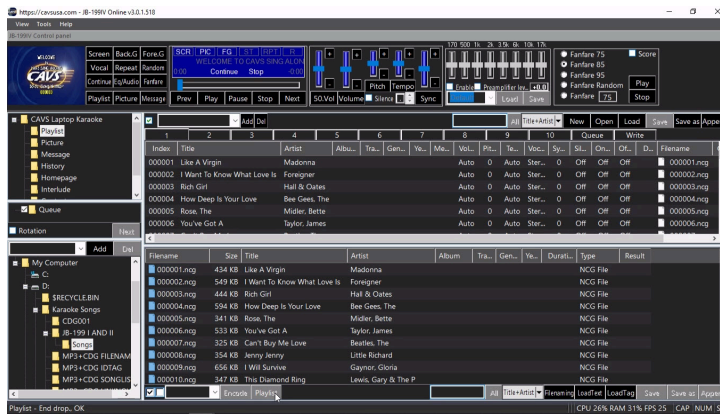 https://cavsusa.com - JB-199IV Online v3.0.1.518
View Tools Help
JB-199IV Control panel
WELCOME
CAVS
Screen Back.G Fore.G
Vocal Repeat Random
Continue Eq/Audio Fanfare
Playlist Picture Message
SCR PIC FG ST RPT R
WELCOME TO CAVS SING ALON
0:00 Continue Stop -0:00
Prev Play Pause Stop Next
Pitch Tempo
50.Vol Volume Silence Sync
170 500 1k 2k 3.5k 6k 10k 17k
Enable Preamplifier lev.. +0.0
Load Save
Fanfare 75 Score
Fanfare 85
Fanfare 95
Fanfare Random Play
Fanfare 75 Stop
CAVS Laptop Karaoke
Playlist
Picture
Message
History
Homepage
Interlude
Queue
Rotation Next
Add Del
My Computer
C:
D:
$RECYCLE.BIN
Karaoke Songs
CDG001
JB-199 I AND II
Songs
MP3+CDG FILENAM
MP3+CDG IDTAG
MP3+CDG SONGLIS
Add Del All Title+Artist New Open Load Save Save as Appe
1 2 3 4 5 6 7 8 9 10 Queue Write
Index Title Artist Albu... Tra... Gen... Ye... Me... Vol... Pit... Te... Voc... Sy... Sil... On... Of... D... Filename
000001 Like A Virgin Madonna Auto 0 Auto Ster... 0 Off Off Off 000001.ncg
000002 I Want To Know What Love Is Foreigner Auto 0 Auto Ster... 0 Off Off Off 000002.ncg
000003 Rich Girl Hall & Oates Auto 0 Auto Ster... 0 Off Off Off 000003.ncg
000004 How Deep Is Your Love Bee Gees, The Auto 0 Auto Ster... 0 Off Off Off 000004.ncg
000005 Rose, The Midler, Bette Auto 0 Auto Ster... 0 Off Off Off 000005.ncg
000006 You've Got A Taylor, James Auto 0 Auto Ster... 0 Off Off Off 000006.ncg
Filename Size Title Artist Album Tra... Gen... Ye... Durati... Type Result
000001.ncg 434 KB Like A Virgin Madonna NCG File
000002.ncg 549 KB I Want To Know What Love Is Foreigner NCG File
000003.ncg 444 KB Rich Girl Hall & Oates NCG File
000004.ncg 594 KB How Deep Is Your Love Bee Gees, The NCG File
000005.ncg 341 KB Rose, The Midler, Bette NCG File
000006.ncg 533 KB You've Got A Taylor, James NCG File
000007.ncg 325 KB Can't Buy Me Love Beatles, The NCG File
000008.ncg 354 KB Jenny Jenny Little Richard NCG File
000009.ncg 656 KB I Will Survive Gaynor, Gloria NCG File
000010.ncg 347 KB This Diamond Ring Lewis, Gary & The P NCG File
Encode Playlist All Title+Artist Filenaming LoadText LoadTag Save Save as Appe
Playlist - End drop.. OK
CPU 26% RAM 31% FPS 25 CAP NUM